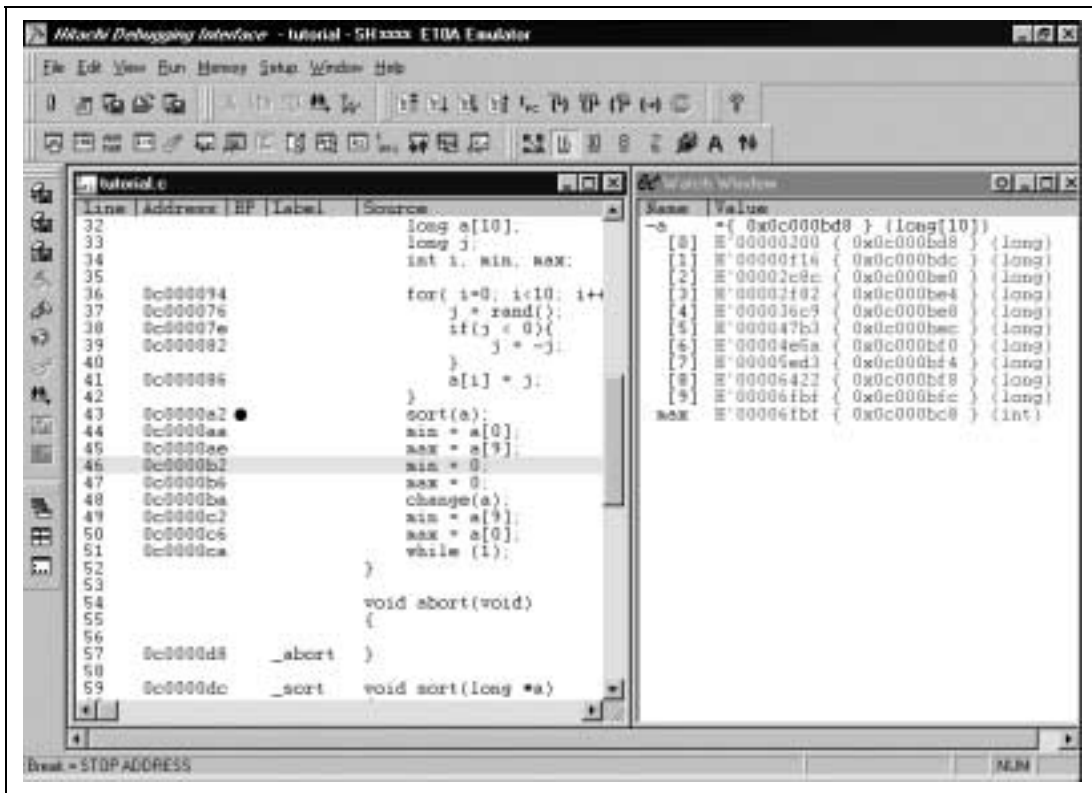 Hitachi Debugging Interface - tutorial - SHxxxx E10A Emulator
File Edit View Run Memory Setup Window Help
tutorial.c
Line Address BP Label Source
32 long a[10];
33 long j;
34 int i, min, max;
35
36 0c000094 for( i=0; i<10; i++
37 0c000076 j = rand();
38 0c00007e if(j < 0){
39 0c000082 j = -j;
40 }
41 0c000086 a[i] = j;
42 }
43 0c0000a2 ● sort(a);
44 0c0000aa min = a[0];
45 0c0000ae max = a[9];
46 0c0000b2 min = 0;
47 0c0000b6 max = 0;
48 0c0000ba change(a);
49 0c0000c2 min = a[9];
50 0c0000c6 max = a[0];
51 0c0000ca while (1);
52 }
53
54 void abort(void)
55 {
56
57 0c0000d8 _abort }
58
59 0c0000dc _sort void sort(long *a)
Watch Window
Name Value
-a ={ 0x0c000bd8 } (long[10])
[0] H'00000200 { 0x0c000bd8 } (long)
[1] H'00000f16 { 0x0c000bdc } (long)
[2] H'00002c8c { 0x0c000be0 } (long)
[3] H'00002f02 { 0x0c000be4 } (long)
[4] H'000036c9 { 0x0c000be8 } (long)
[5] H'000047b3 { 0x0c000bec } (long)
[6] { 0x0c000bf0 } (long)
[7] H'00005ed3 { 0x0c000bf4 } (long)
[8] H'00006422 { 0x0c000bf8 } (long)
[9] H'00006fbf { 0x0c000bfc } (long)
max H'00006fbf { 0x0c000bc8 } (int)
Break = STOP ADDRESS
NUM